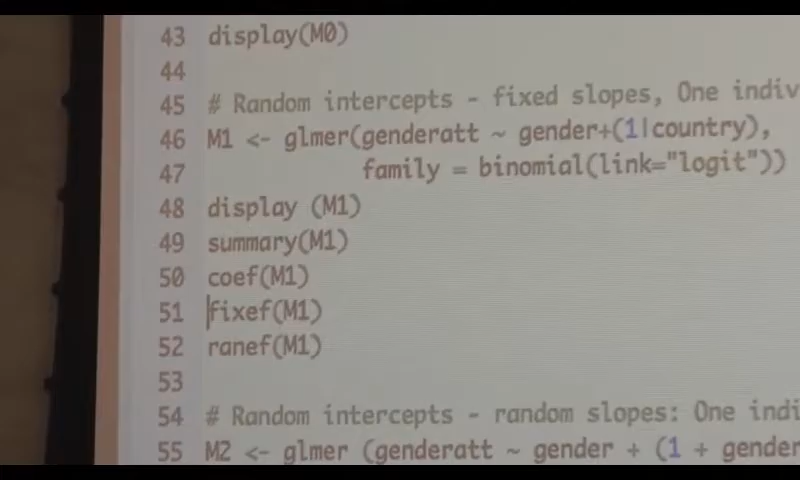 43 display(M0)
44
45 # Random intercepts - fixed slopes, One indiv
46 M1 <- glmer(genderatt ~ gender+(1|country),
47 family = binomial(link="logit"))
48 display (M1)
49 summary(M1)
50 coef(M1)
51 fixef(M1)
52 ranef(M1)
53
54 # Random intercepts - random slopes: One indi
55 M2 <- glmer (genderatt ~ gender + (1 + gender